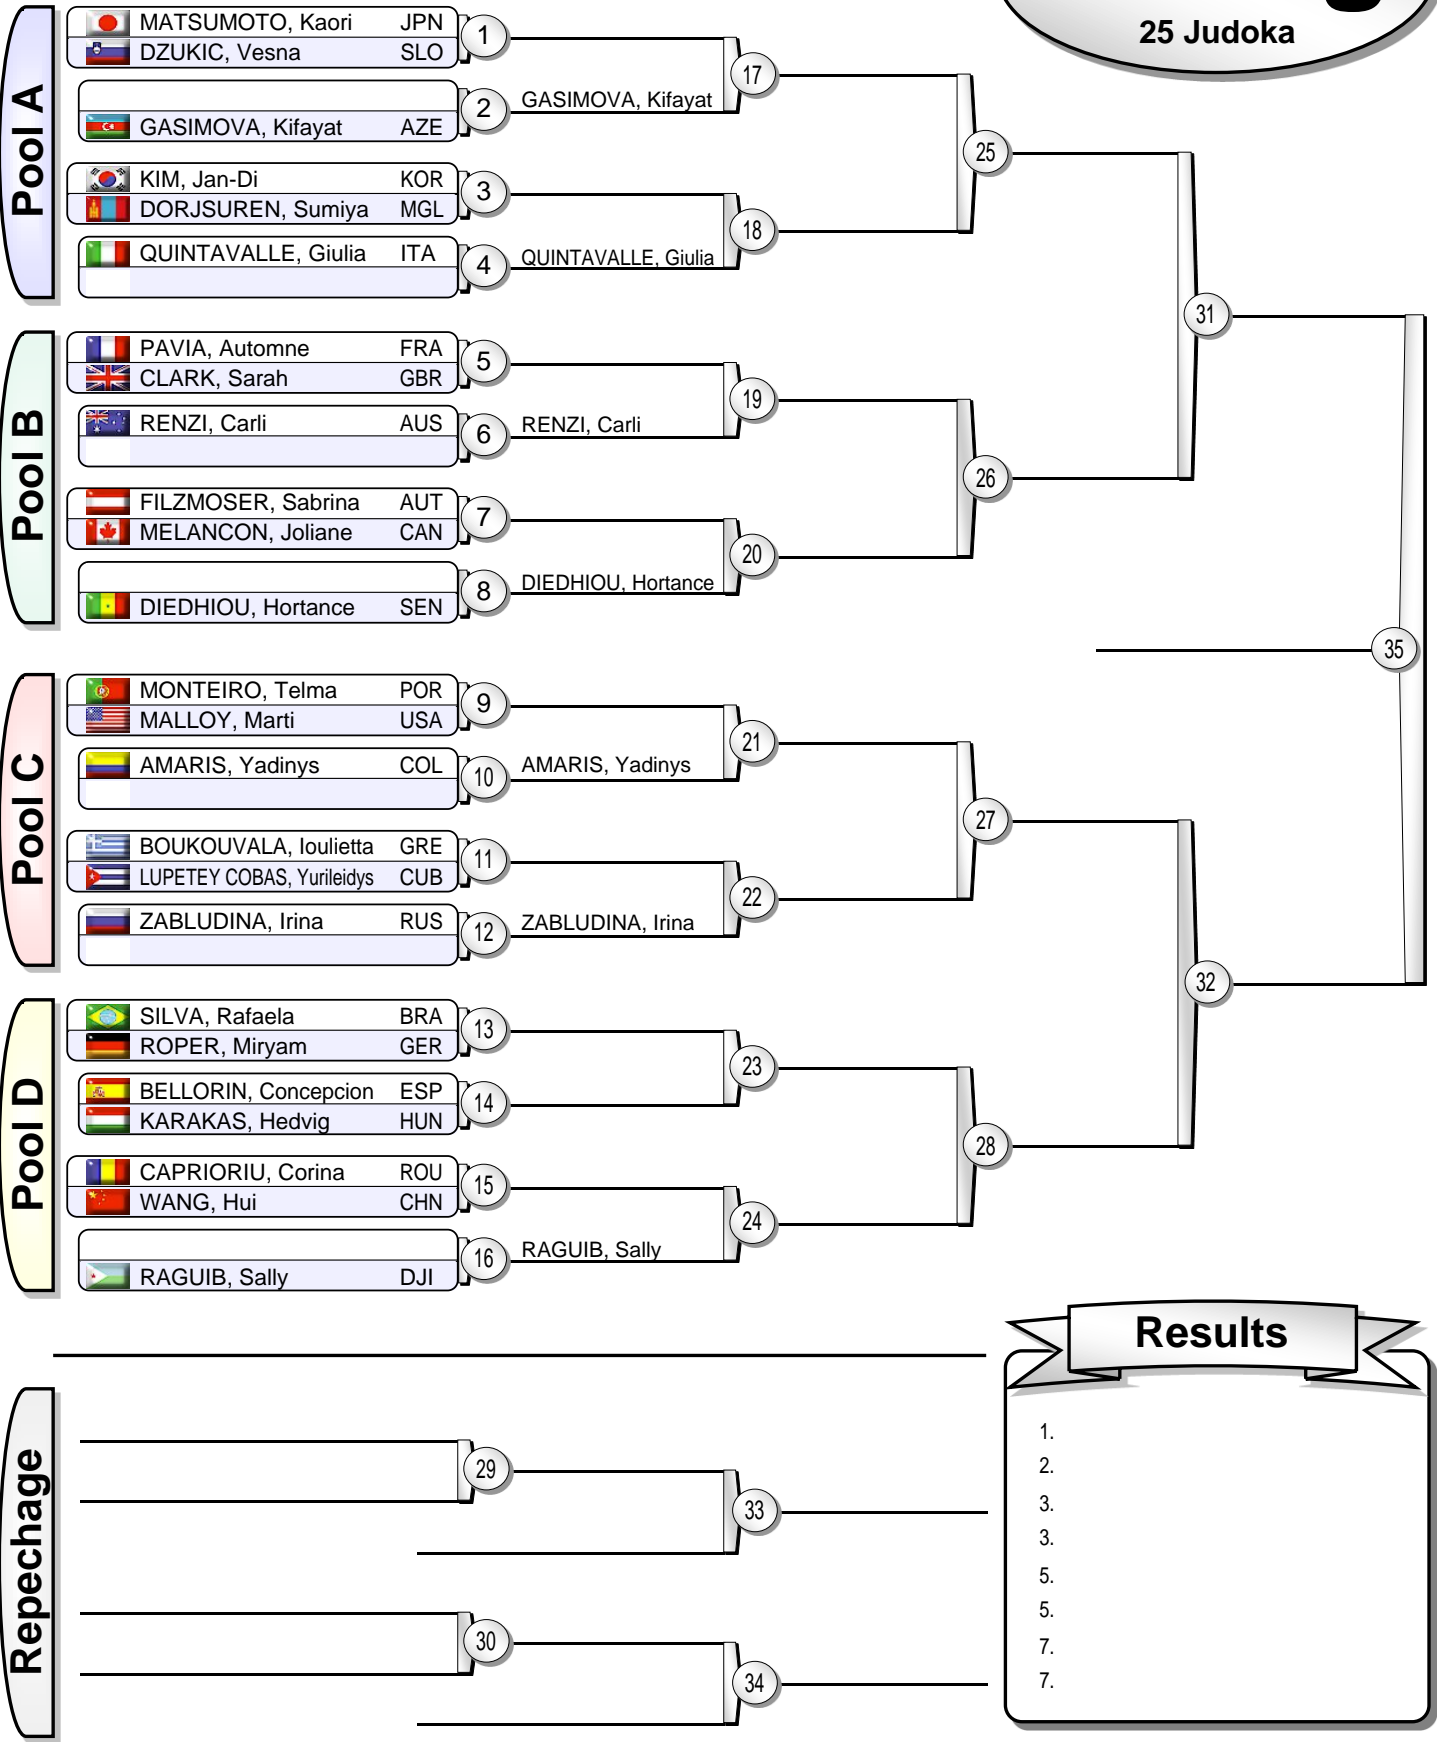 25 Judoka
Pool A
MATSUMOTO, Kaori JPN
DZUKIC, Vesna SLO
1
GASIMOVA, Kifayat AZE
2
GASIMOVA, Kifayat
17
KIM, Jan-Di KOR
DORJSUREN, Sumiya MGL
3
QUINTAVALLE, Giulia ITA
4
QUINTAVALLE, Giulia
18
25
Pool B
PAVIA, Automne FRA
CLARK, Sarah GBR
5
RENZI, Carli AUS
6
RENZI, Carli
19
FILZMOSER, Sabrina AUT
MELANCON, Joliane CAN
7
DIEDHIOU, Hortance SEN
8
DIEDHIOU, Hortance
20
26
31
Pool C
MONTEIRO, Telma POR
MALLOY, Marti USA
9
AMARIS, Yadinys COL
10
AMARIS, Yadinys
21
BOUKOUVALA, Ioulietta GRE
LUPETEY COBAS, Yurileidys CUB
11
ZABLUDINA, Irina RUS
12
ZABLUDINA, Irina
22
27
Pool D
SILVA, Rafaela BRA
ROPER, Miryam GER
13
BELLORIN, Concepcion ESP
KARAKAS, Hedvig HUN
14
23
CAPRIORIU, Corina ROU
WANG, Hui CHN
15
RAGUIB, Sally DJI
16
RAGUIB, Sally
24
28
32
35
Repechage
29
33
30
34
Results
1.
2.
3.
3.
5.
5.
7.
7.